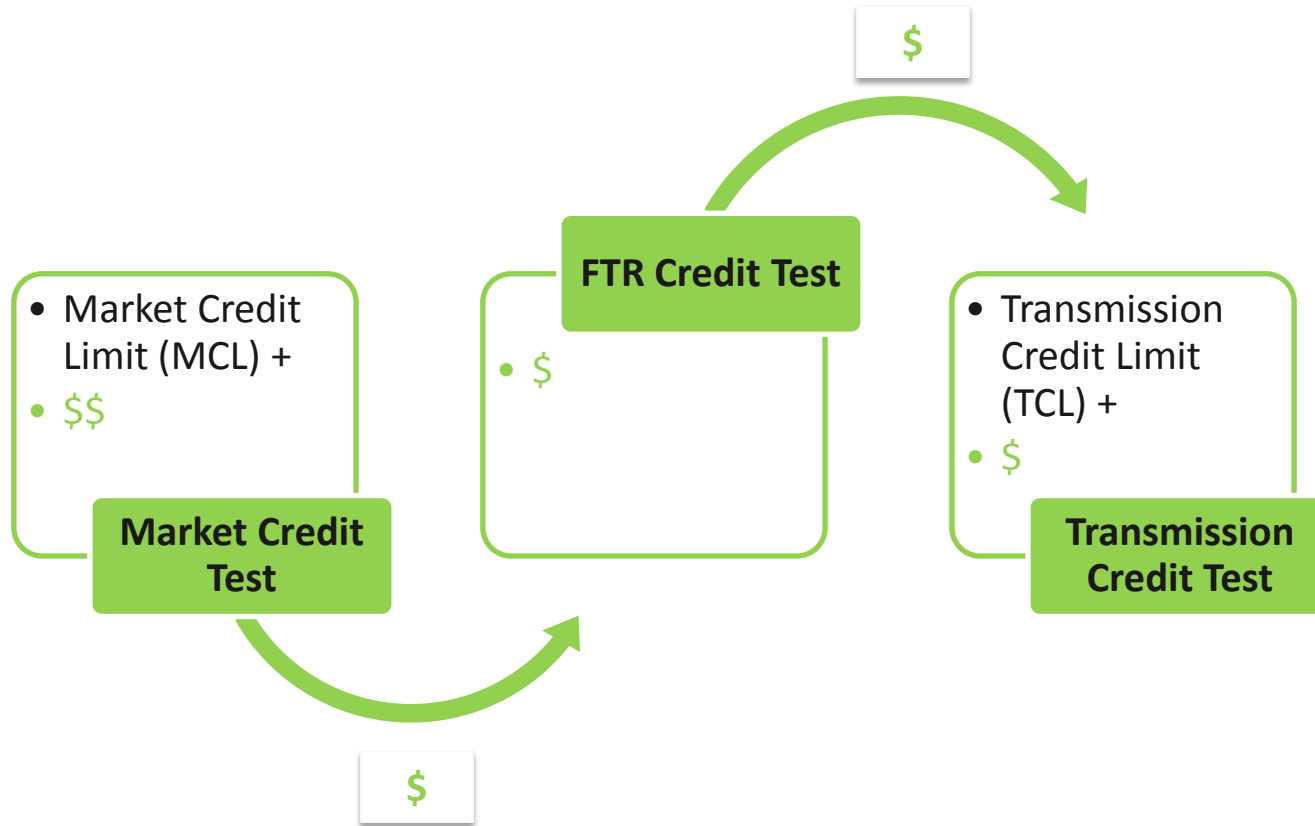 • Market Credit
Limit (MCL) +
• $$
Market Credit
Test
$
FTR Credit Test
• $
$
• Transmission
Credit Limit
(TCL) +
• $
Transmission
Credit Test